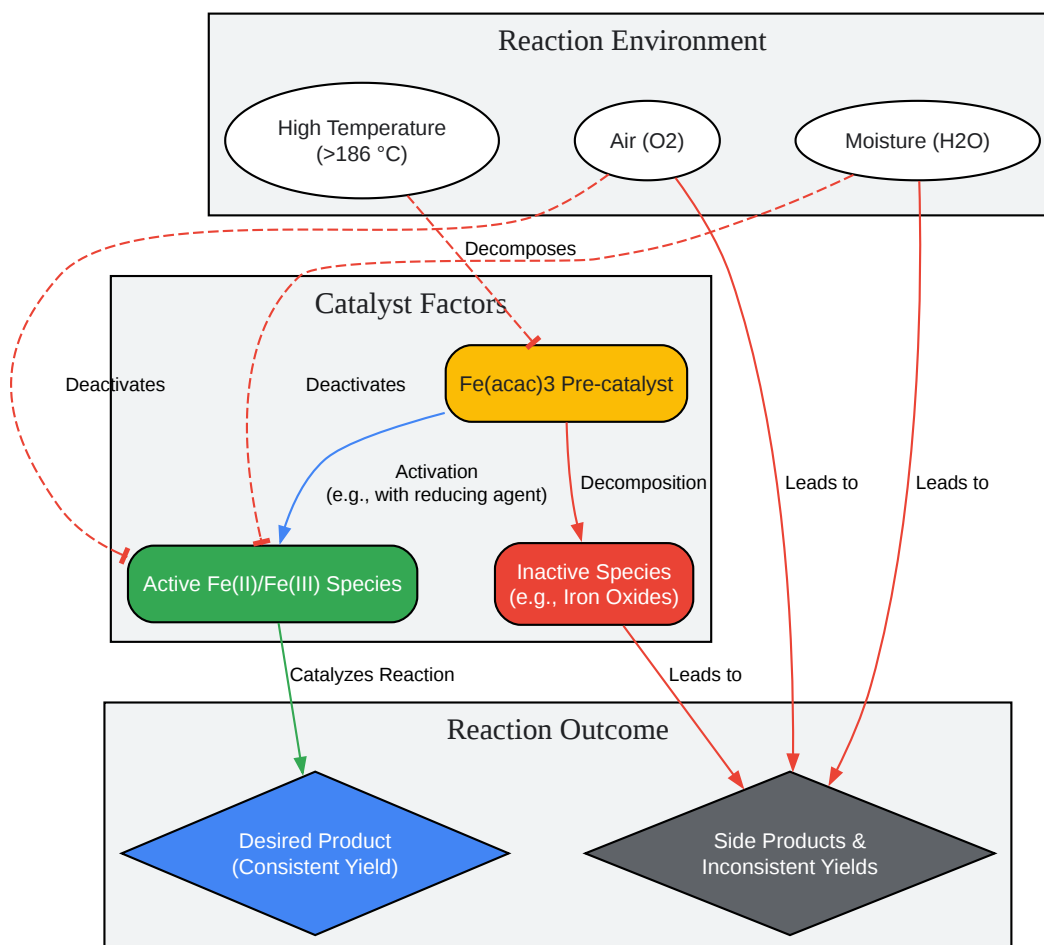 Reaction Environment
High Temperature
(>186 °C)
Air (O2)
Moisture (H2O)
Decomposes
Catalyst Factors
Fe(acac)3 Pre-catalyst
Deactivates
Deactivates
Activation
(e.g., with reducing agent)
Decomposition
Leads to
Leads to
Active Fe(II)/Fe(III) Species
Inactive Species
(e.g., Iron Oxides)
Catalyzes Reaction
Leads to
Reaction Outcome
Desired Product
(Consistent Yield)
Side Products &
Inconsistent Yields